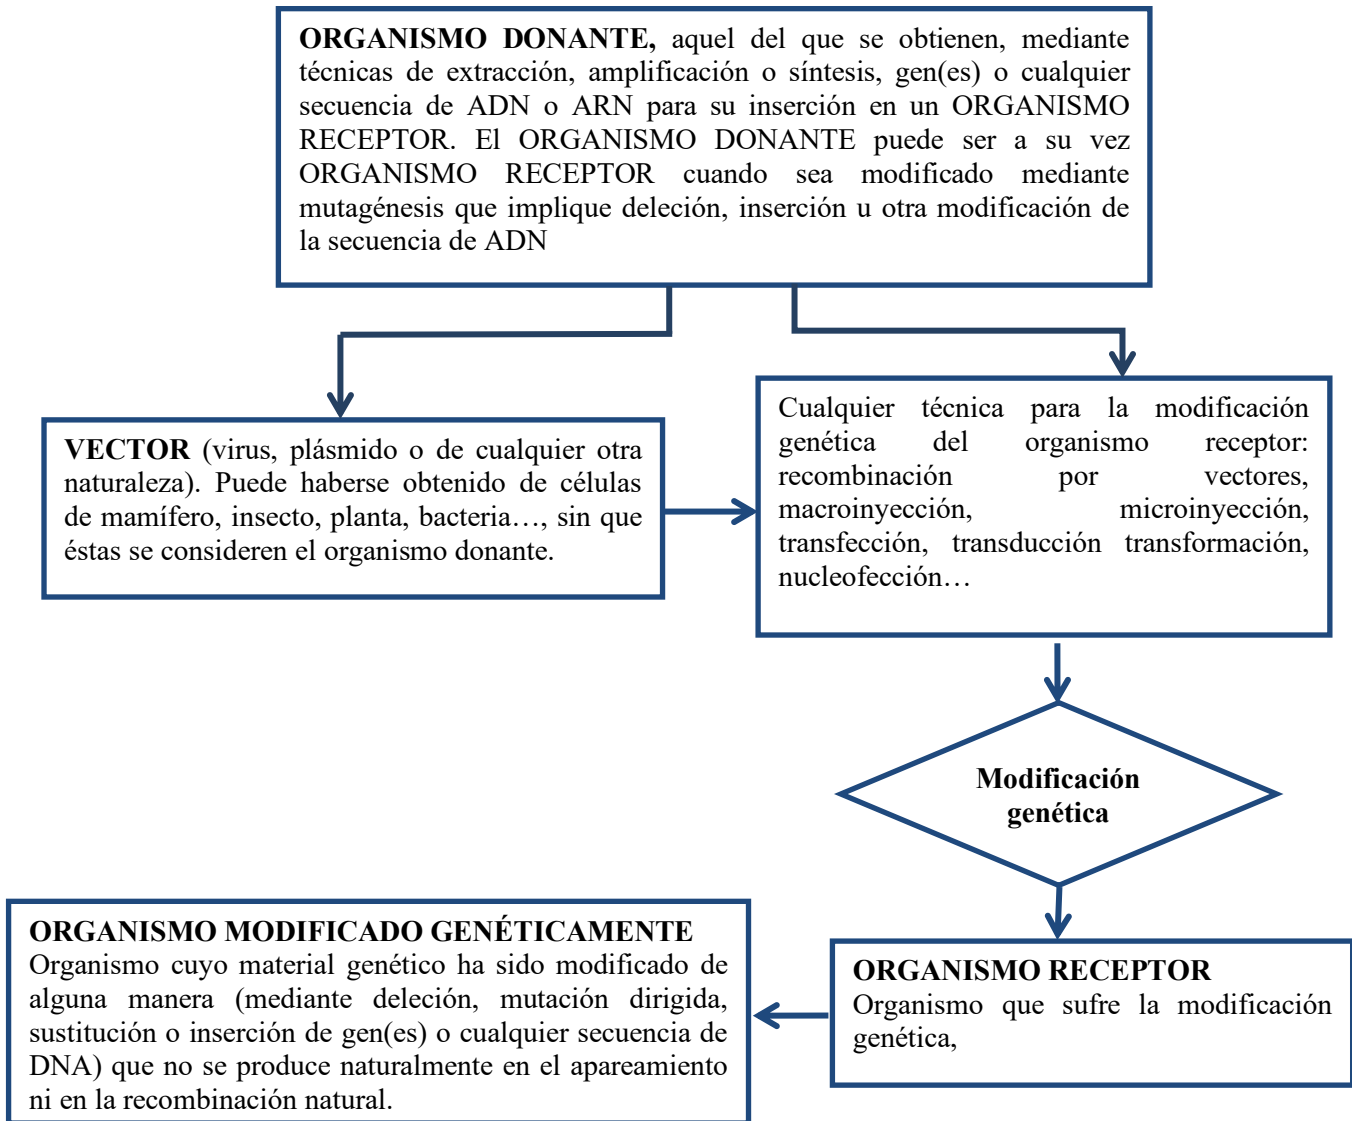 ORGANISMO DONANTE, aquel del que se obtienen, mediante
técnicas de extracción, amplificación o síntesis, gen(es) o cualquier
secuencia de ADN o ARN para su inserción en un ORGANISMO
RECEPTOR. El ORGANISMO DONANTE puede ser a su vez
ORGANISMO RECEPTOR cuando sea modificado mediante
mutagénesis que implique deleción, inserción u otra modificación de
la secuencia de ADN
VECTOR (virus, plásmido o de cualquier otra
naturaleza). Puede haberse obtenido de células
de mamífero, insecto, planta, bacteria…, sin que
éstas se consideren el organismo donante.
Cualquier técnica para la modificación
genética del organismo receptor:
recombinación por vectores,
macroinyección, microinyección,
transfección, transducción transformación,
nucleofección…
Modificación
genética
ORGANISMO MODIFICADO GENÉTICAMENTE
Organismo cuyo material genético ha sido modificado de
alguna manera (mediante deleción, mutación dirigida,
sustitución o inserción de gen(es) o cualquier secuencia de
DNA) que no se produce naturalmente en el apareamiento
ni en la recombinación natural.
ORGANISMO RECEPTOR
Organismo que sufre la modificación
genética,